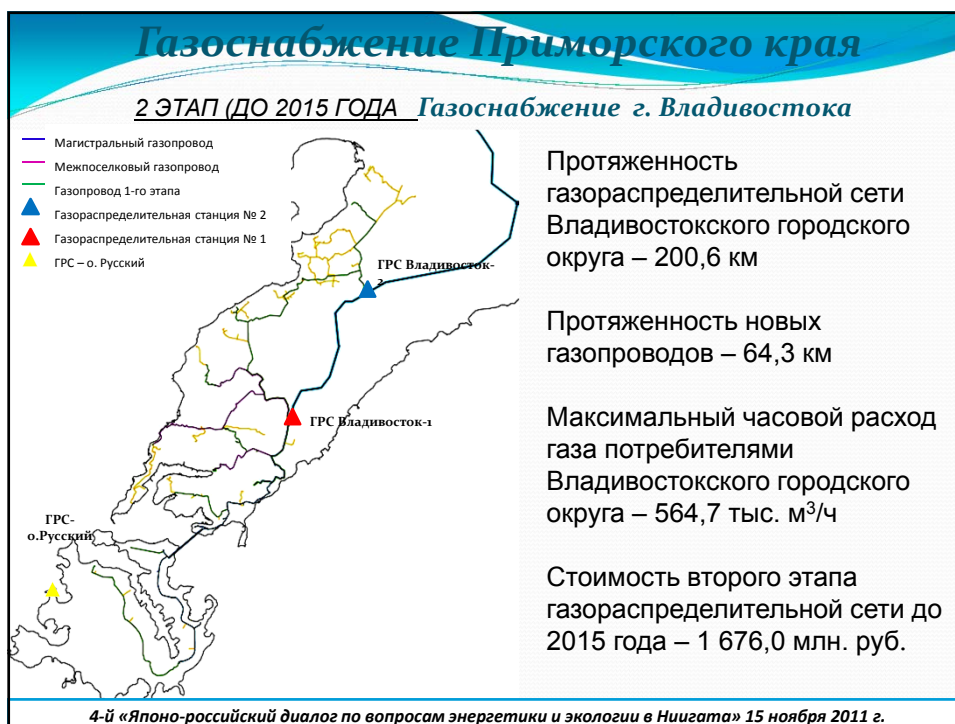 Газоснабжение Приморского края
2 ЭТАП (ДО 2015 ГОДА Газоснабжение г. Владивостока
Магистральный газопровод
Межпоселковый газопровод
Газопровод 1-го этапа
Газораспределительная станция № 2
Газораспределительная станция № 1
ГРС – о. Русский
ГРС Владивосток-
2
ГРС Владивосток-1
ГРС-
о.Русский
Протяженность
газораспределительной сети
Владивостокского городского
округа – 200,6 км
Протяженность новых
газопроводов – 64,3 км
Максимальный часовой расход
газа потребителями
Владивостокского городского
округа – 564,7 тыс. м³/ч
Стоимость второго этапа
газораспределительной сети до
2015 года – 1 676,0 млн. руб.
4-й «Японо-российский диалог по вопросам энергетики и экологии в Ниигата» 15 ноября 2011 г.